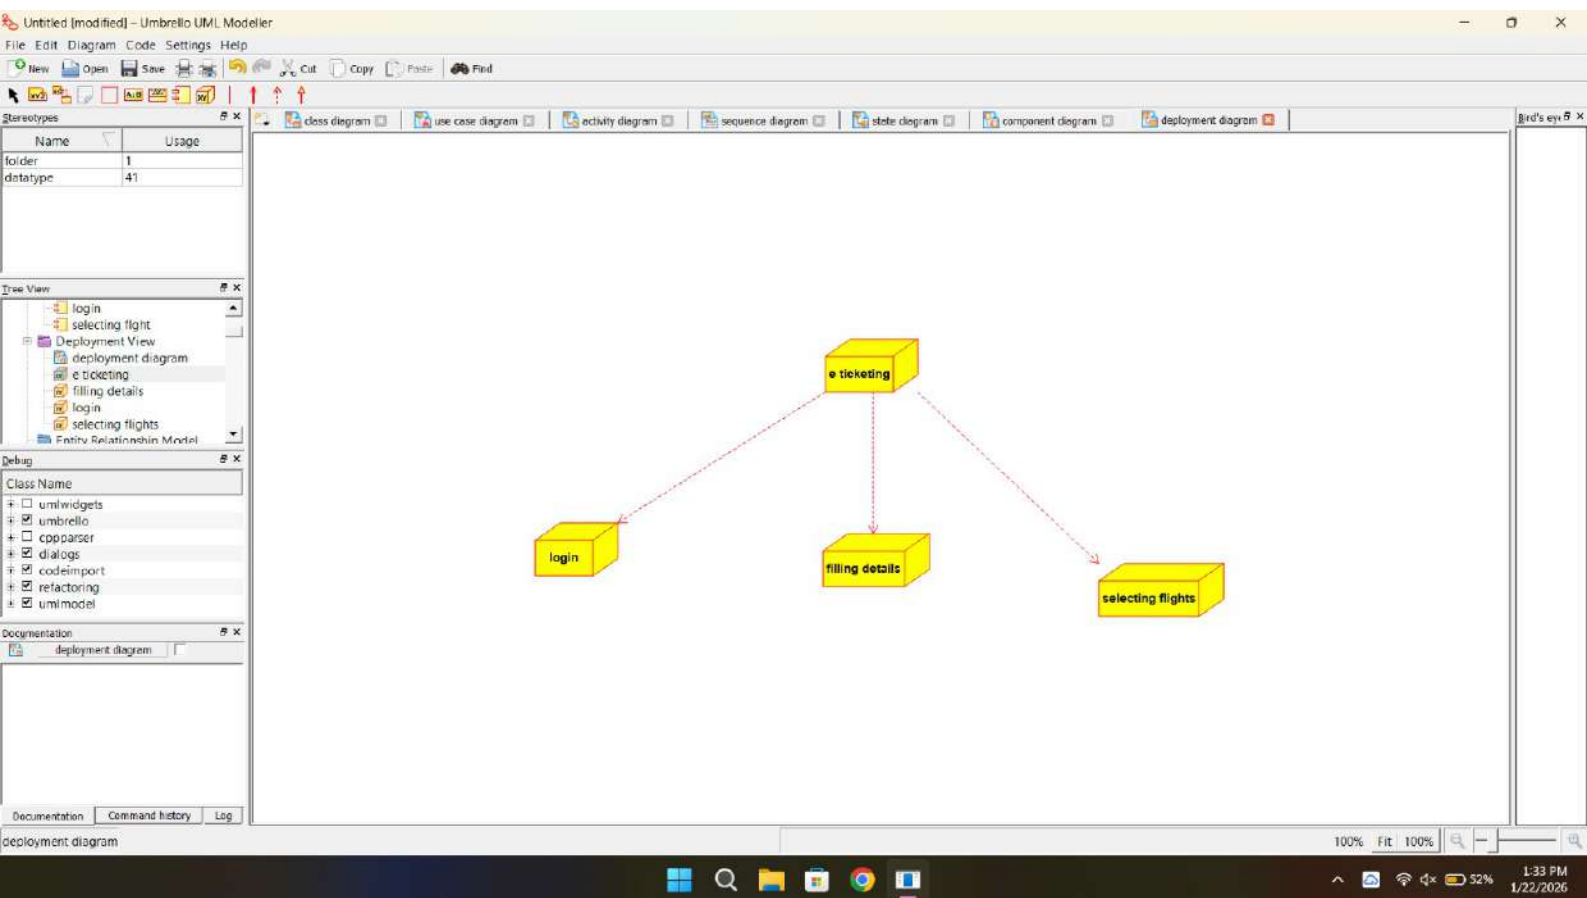 Untitled [modified] – Umbrello UML Modeller
File Edit Diagram Code Settings Help
New Open Save Cut Copy Paste Find
Stereotypes
class diagram use case diagram activity diagram sequence diagram state diagram component diagram deployment diagram
Bird's eye
Name Usage
folder 1
datatype 41
Tree View
login
selecting flght
Deployment View
deployment diagram
e ticketing
filling details
login
selecting flights
Entity Relationship Model
Debug
Class Name
umlwidgets
umbrello
cppparser
dialogs
codeimport
refactoring
umlmodel
Documentation
deployment diagram
e ticketing
login
filling details
selecting flights
Documentation Command history Log
deployment diagram
100% Fit 100%
52%
1:33 PM
1/22/2026